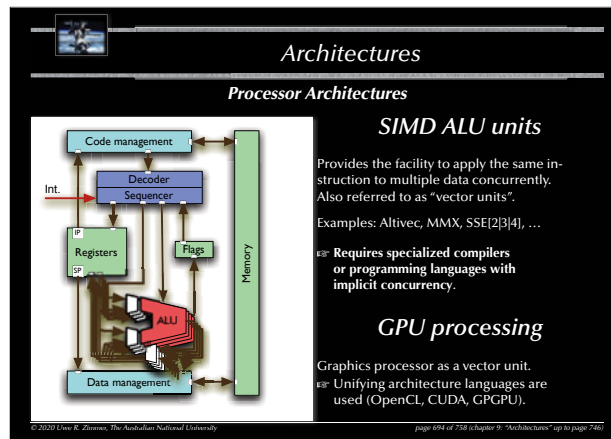 Architectures
Processor Architectures
Code management
Decoder
Sequencer
Int.
IP
Registers
SP
Flags
Memory
ALU
Data management
SIMD ALU units
Provides the facility to apply the same in-
struction to multiple data concurrently.
Also referred to as “vector units”.
Examples: Altivec, MMX, SSE[2|3|4], …
☞ Requires specialized compilers
or programming languages with
implicit concurrency.
GPU processing
Graphics processor as a vector unit.
☞ Unifying architecture languages are
used (OpenCL, CUDA, GPGPU).
© 2020 Uwe R. Zimmer, The Australian National University
page 694 of 758 (chapter 9: “Architectures” up to page 746)